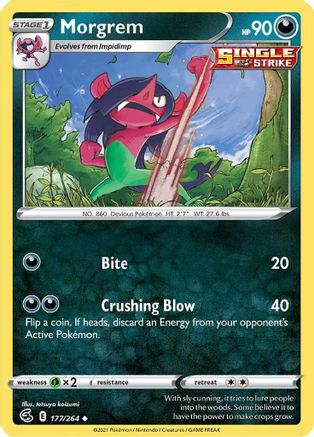 STAGE 1
Morgrem
HP 90
Evolves from Impidimp
SINGLE
STRIKE
NO. 860 Devious Pokémon HT: 2'7" WT: 27.6 lbs.
Bite 20
Crushing Blow 40
Flip a coin. If heads, discard an Energy from your opponent's
Active Pokémon.
weakness ×2 resistance retreat
Illus. tetsuya koizumi
E 177/264
With sly cunning, it tries to lure people
into the woods. Some believe it to
have the power to make crops grow.
©2021 Pokémon / Nintendo / Creatures / GAME FREAK